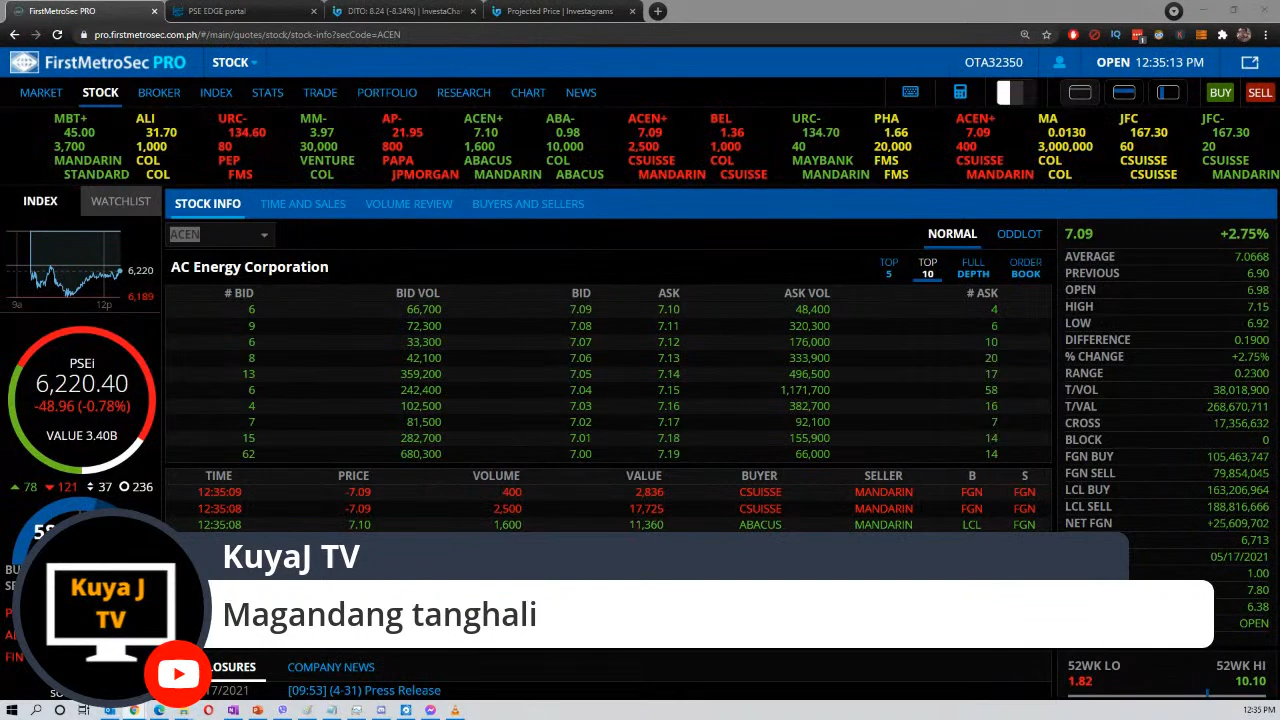 FirstMetroSec PRO
PSE EDGE portal
DITO: 8.24 (-8.34%) | InvestaCha
Projected Price | Investagrams
pro.firstmetrosec.com.ph/#/main/quotes/stock/stock-info?secCode=ACEN
FirstMetroSec PRO STOCK OTA32350 OPEN 12:35:13 PM
MARKET STOCK BROKER INDEX STATS TRADE PORTFOLIO RESEARCH CHART NEWS BUY SELL
MBT+ ALI URC- MM- AP- ACEN+ ABA- ACEN+ BEL URC- PHA ACEN+ MA JFC JFC-
45.00 31.70 134.60 3.97 21.95 7.10 0.98 7.09 1.36 134.70 1.66 7.09 0.0130 167.30 167.30
3,700 1,000 80 30,000 800 1,600 10,000 2,500 1,000 40 20,000 400 3,000,000 60 20
MANDARIN COL PEP VENTURE PAPA ABACUS COL CSUISSE COL MAYBANK FMS CSUISSE COL CSUISSE CSUISSE
STANDARD COL FMS COL JPMORGAN MANDARIN ABACUS MANDARIN CSUISSE MANDARIN FMS MANDARIN COL CSUISSE MANDARIN
INDEX WATCHLIST
STOCK INFO TIME AND SALES VOLUME REVIEW BUYERS AND SELLERS
ACEN NORMAL ODDLOT
AC Energy Corporation
TOP 5 TOP 10 FULL DEPTH ORDER BOOK
# BID BID VOL BID ASK ASK VOL # ASK
6 66,700 7.09 7.10 48,400 4
9 72,300 7.08 7.11 320,300 6
6 33,300 7.07 7.12 176,000 10
8 42,100 7.06 7.13 333,900 20
13 359,200 7.05 7.14 496,500 17
6 242,400 7.04 7.15 1,171,700 58
4 102,500 7.03 7.16 382,700 16
7 81,500 7.02 7.17 92,100 7
15 282,700 7.01 7.18 155,900 14
62 680,300 7.00 7.19 66,000 14
TIME PRICE VOLUME VALUE BUYER SELLER B S
12:35:09 -7.09 400 2,836 CSUISSE MANDARIN FGN FGN
12:35:08 -7.09 2,500 17,725 CSUISSE MANDARIN FGN FGN
12:35:08 7.10 1,600 11,360 ABACUS MANDARIN LCL FGN
7.09 +2.75%
AVERAGE 7.0668
PREVIOUS 6.90
OPEN 6.98
HIGH 7.15
LOW 6.92
DIFFERENCE 0.1900
% CHANGE +2.75%
RANGE 0.2300
T/VOL 38,018,900
T/VAL 268,670,711
CROSS 17,356,632
BLOCK 0
FGN BUY 105,463,747
FGN SELL 79,854,045
LCL BUY 163,206,964
LCL SELL 188,816,666
NET FGN +25,609,702
6,713
05/17/2021
1.00
7.80
6.38
OPEN
52WK LO 52WK HI
1.82 10.10
6,220
6,189
9a 12p
PSEi
6,220.40
-48.96 (-0.78%)
VALUE 3.40B
78 121 37 236
KuyaJ TV
Magandang tanghali
Kuya J
TV
LOSURES COMPANY NEWS
17/2021 [09:53] (4-31) Press Release
12:35 PM